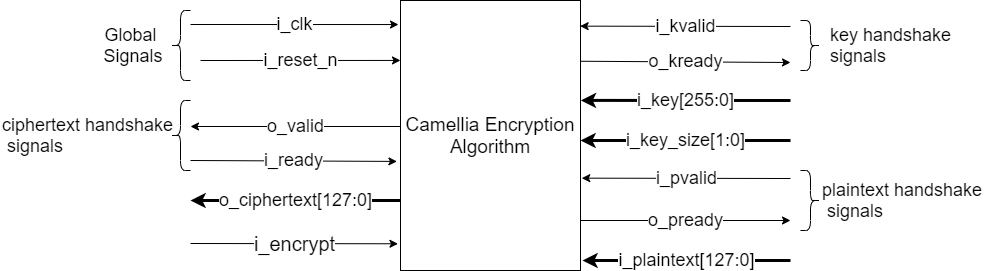 Global
Signals
i_clk
i_reset_n
ciphertext handshake
signals
o_valid
i_ready
o_ciphertext[127:0]
i_encrypt
Camellia Encryption
Algorithm
i_kvalid
o_kready
key handshake
signals
i_key[255:0]
i_key_size[1:0]
i_pvalid
o_pready
plaintext handshake
signals
i_plaintext[127:0]